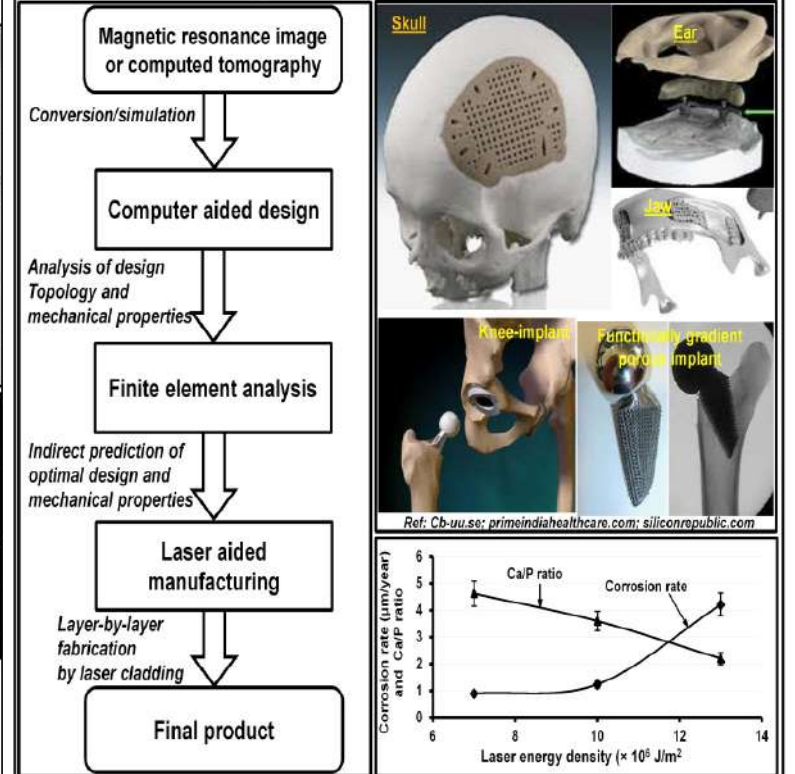 Magnetic resonance image
or computed tomography
Conversion/simulation
Computer aided design
Analysis of design
Topology and
mechanical properties
Finite element analysis
Indirect prediction of
optimal design and
mechanical properties
Laser aided
manufacturing
Layer-by-layer
fabrication
by laser cladding
Final product
Skull
Ear
Jaw
Knee-implant
Functionally gradient
porous implant
Ref: Cb-uu.se; primeindiahealthcare.com; siliconrepublic.com
Corrosion rate (μm/year)
and Ca/P ratio
6
5
4
3
2
1
0
Ca/P ratio
Corrosion rate
6 8 10 12 14
Laser energy density (× 10⁶ J/m²